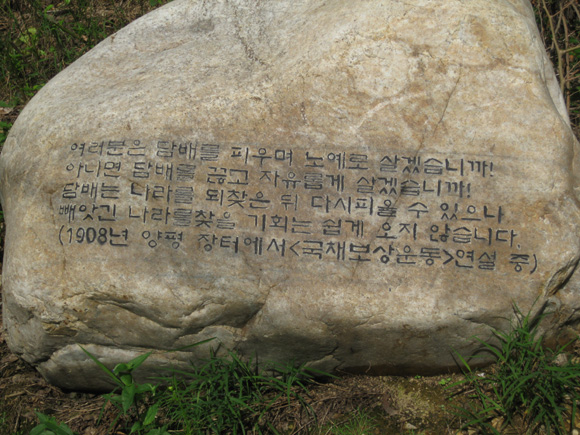 여러분은 담배를 피우며 노예로 살겠습니까!
아니면 담배를 끊고 자유롭게 살겠습니까!
담배는 나라를 되찾은 뒤 다시피울 수 있으나
빼앗긴 나라를찾을 기회는 쉽게 오지 않습니다.
(1908년 양평 장터에서<국채보상운동>연설 중)